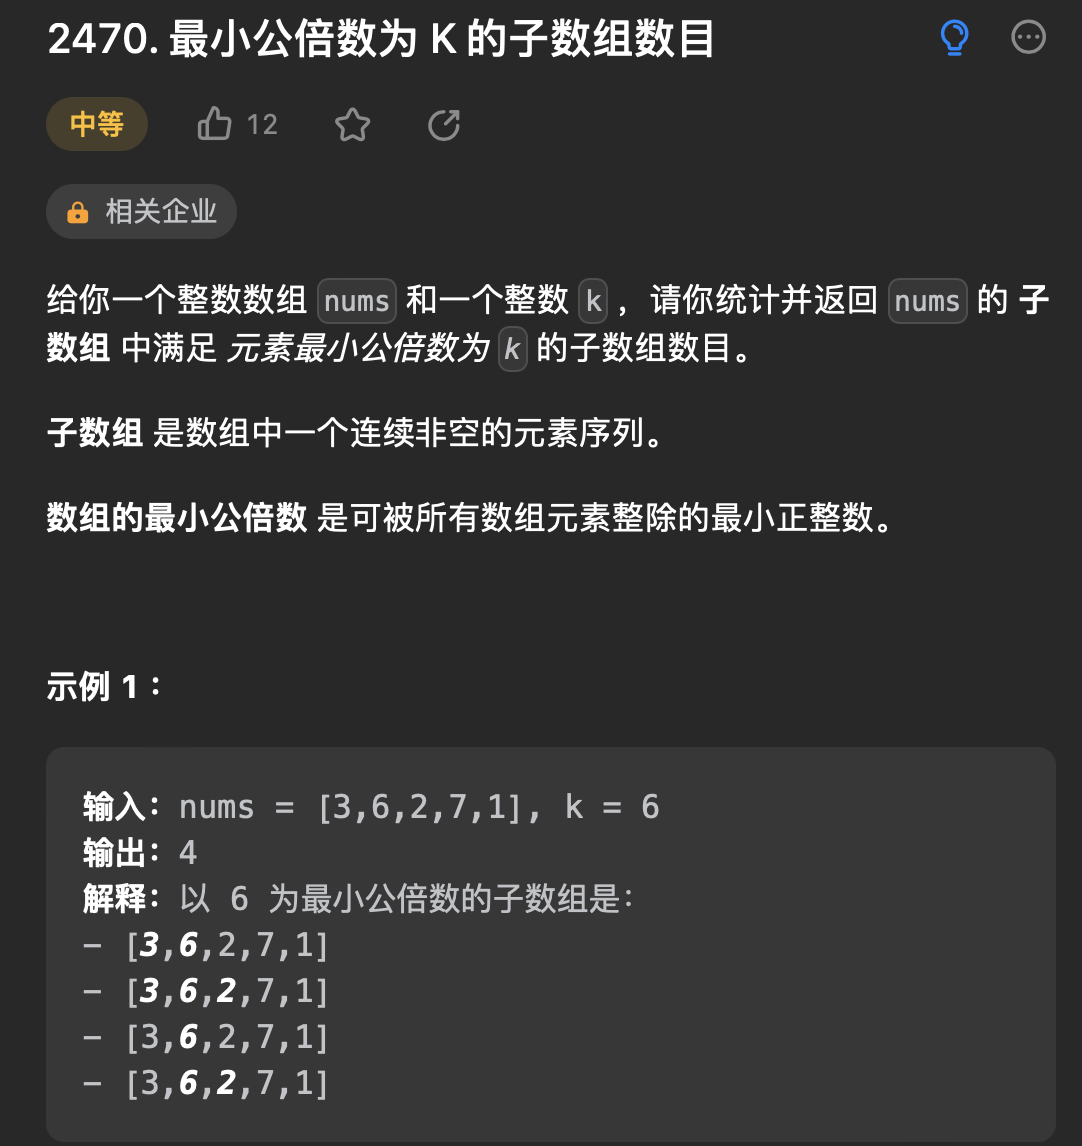 2470. 最小公倍数为 K 的子数组数目
中等 12
相关企业
给你一个整数数组 nums 和一个整数 k ，请你统计并返回 nums 的 子
数组 中满足 元素最小公倍数为 k 的子数组数目。
子数组 是数组中一个连续非空的元素序列。
数组的最小公倍数 是可被所有数组元素整除的最小正整数。
示例 1：
输入：nums = [3,6,2,7,1], k = 6
输出：4
解释：以 6 为最小公倍数的子数组是：
- [3,6,2,7,1]
- [3,6,2,7,1]
- [3,6,2,7,1]
- [3,6,2,7,1]